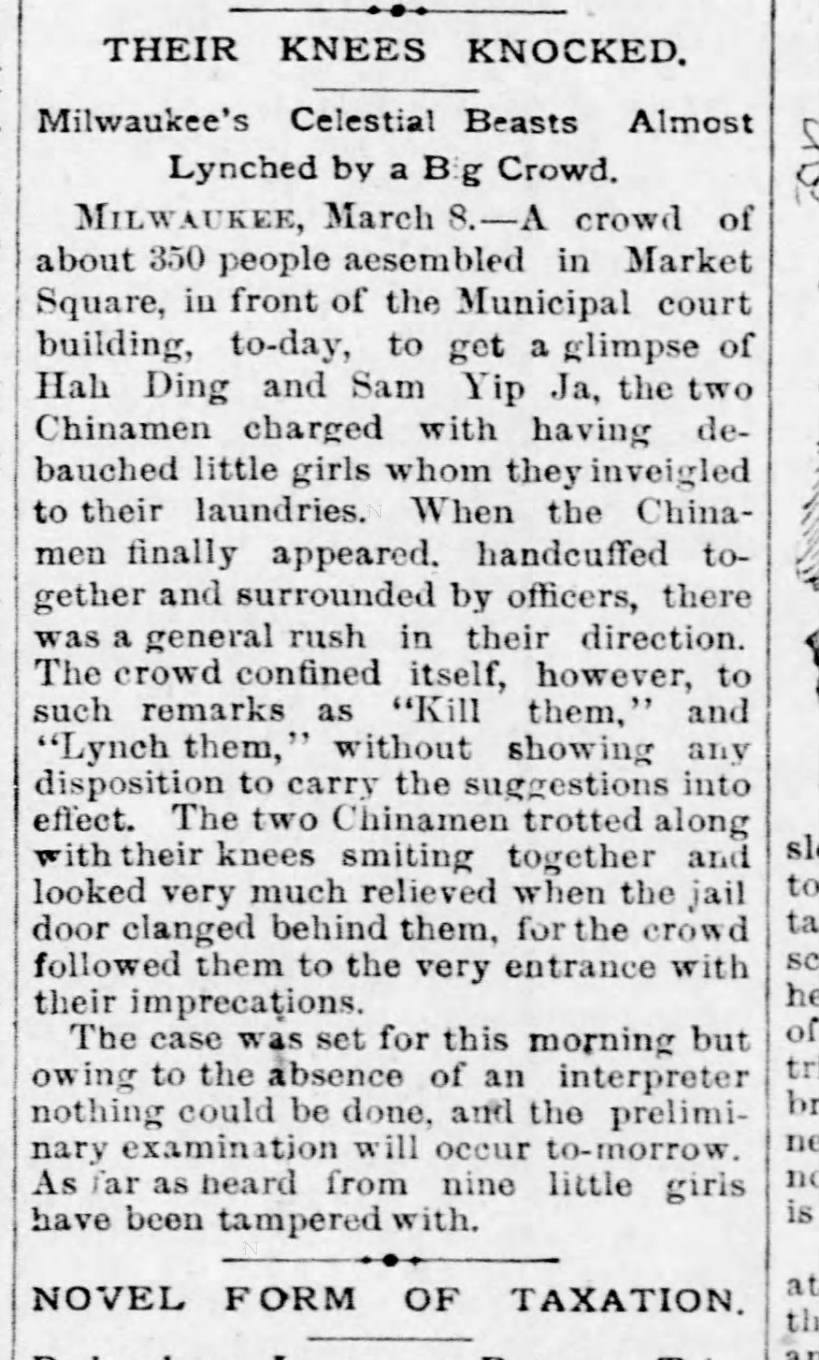 THEIR KNEES KNOCKED.
Milwaukee's Celestial Beasts Almost
Lynched by a Big Crowd.
MILWAUKEE, March 8.—A crowd of
about 350 people aesembled in Market
Square, in front of the Municipal court
building, to-day, to get a glimpse of
Hah Ding and Sam Yip Ja, the two
Chinamen charged with having de-
bauched little girls whom they inveigled
to their laundries. When the China-
men finally appeared. handcuffed to-
gether and surrounded by officers, there
was a general rush in their direction.
The crowd confined itself, however, to
such remarks as "Kill them," and
"Lynch them," without showing any
disposition to carry the suggestions into
effect. The two Chinamen trotted along
with their knees smiting together and
looked very much relieved when the jail
door clanged behind them, for the crowd
followed them to the very entrance with
their imprecations.
The case was set for this morning but
owing to the absence of an interpreter
nothing could be done, and the prelimi-
nary examination will occur to-morrow.
As far as heard from nine little girls
have been tampered with.
NOVEL FORM OF TAXATION.